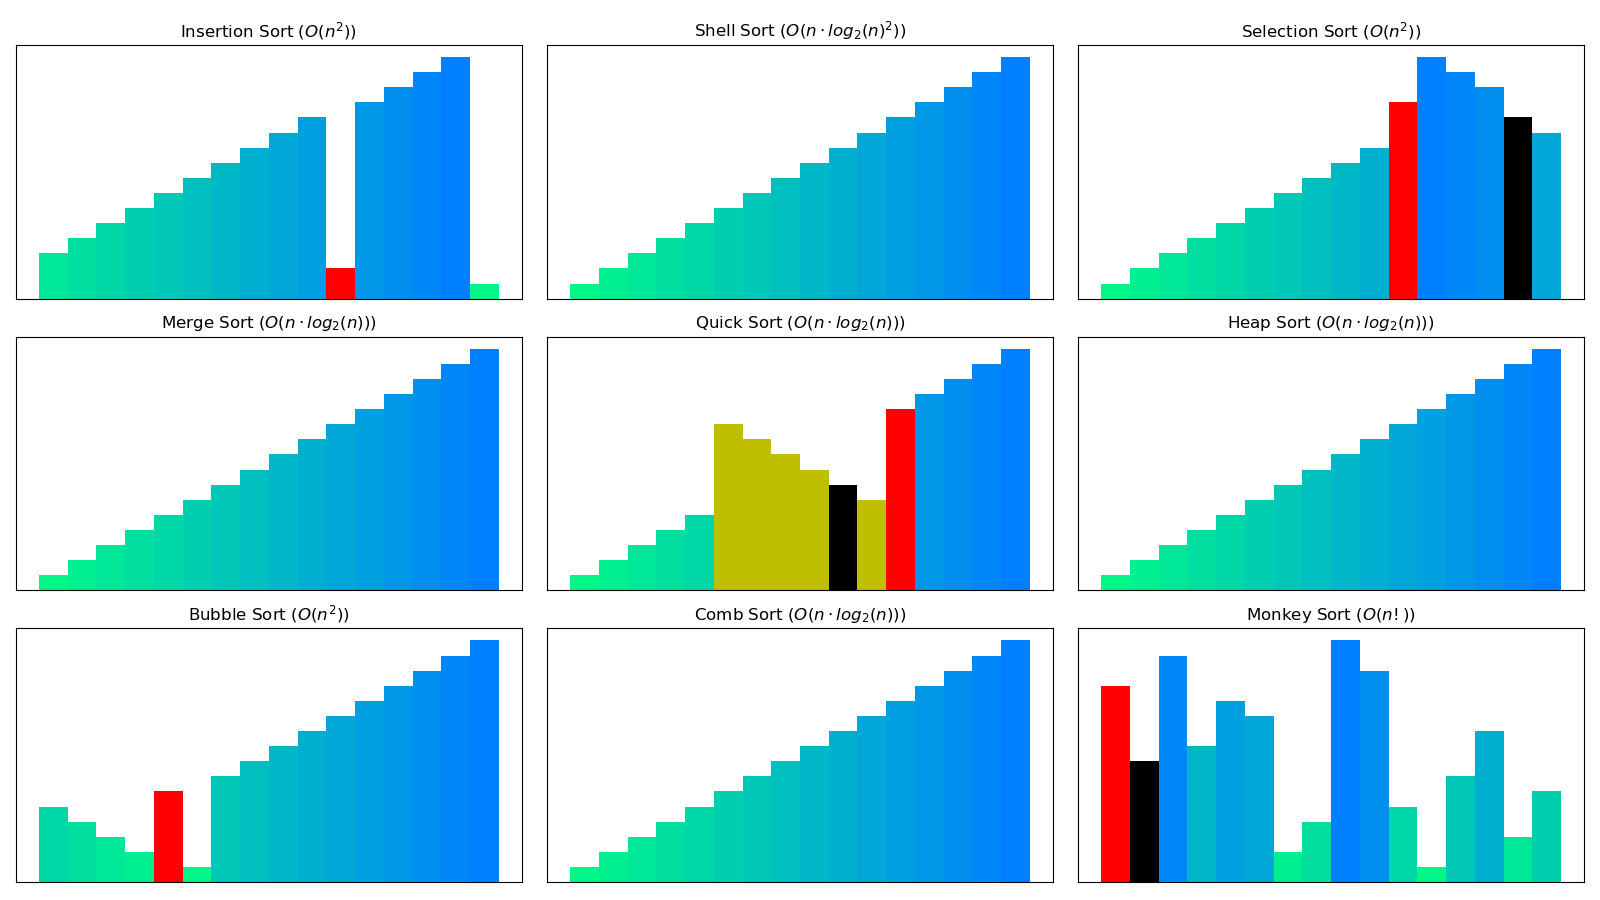 Insertion Sort (O(n²))
Shell Sort (O(n · log₂(n)²))
Selection Sort (O(n²))
Merge Sort (O(n · log₂(n)))
Quick Sort (O(n · log₂(n)))
Heap Sort (O(n · log₂(n)))
Bubble Sort (O(n²))
Comb Sort (O(n · log₂(n)))
Monkey Sort (O(n!))